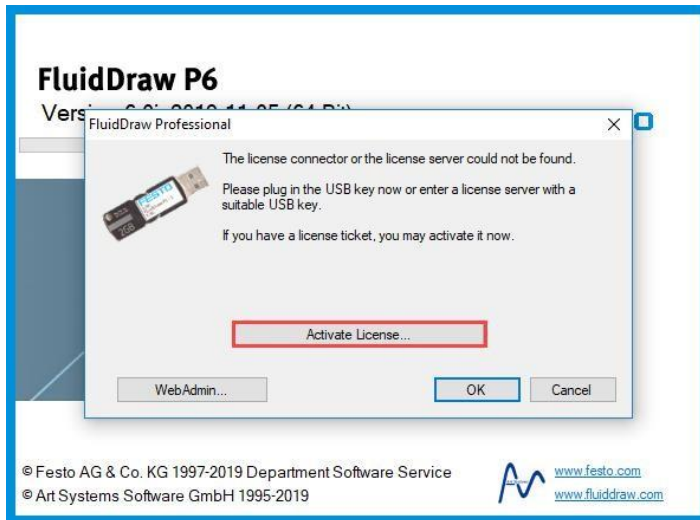 FluidDraw P6
FluidDraw Professional
The license connector or the license server could not be found.
Please plug in the USB key now or enter a license server with a
suitable USB key.
If you have a license ticket, you may activate it now.
FESTO
2GB
Activate License...
WebAdmin...
OK
Cancel
© Festo AG & Co. KG 1997-2019 Department Software Service
© Art Systems Software GmbH 1995-2019
www.festo.com
www.fluiddraw.com